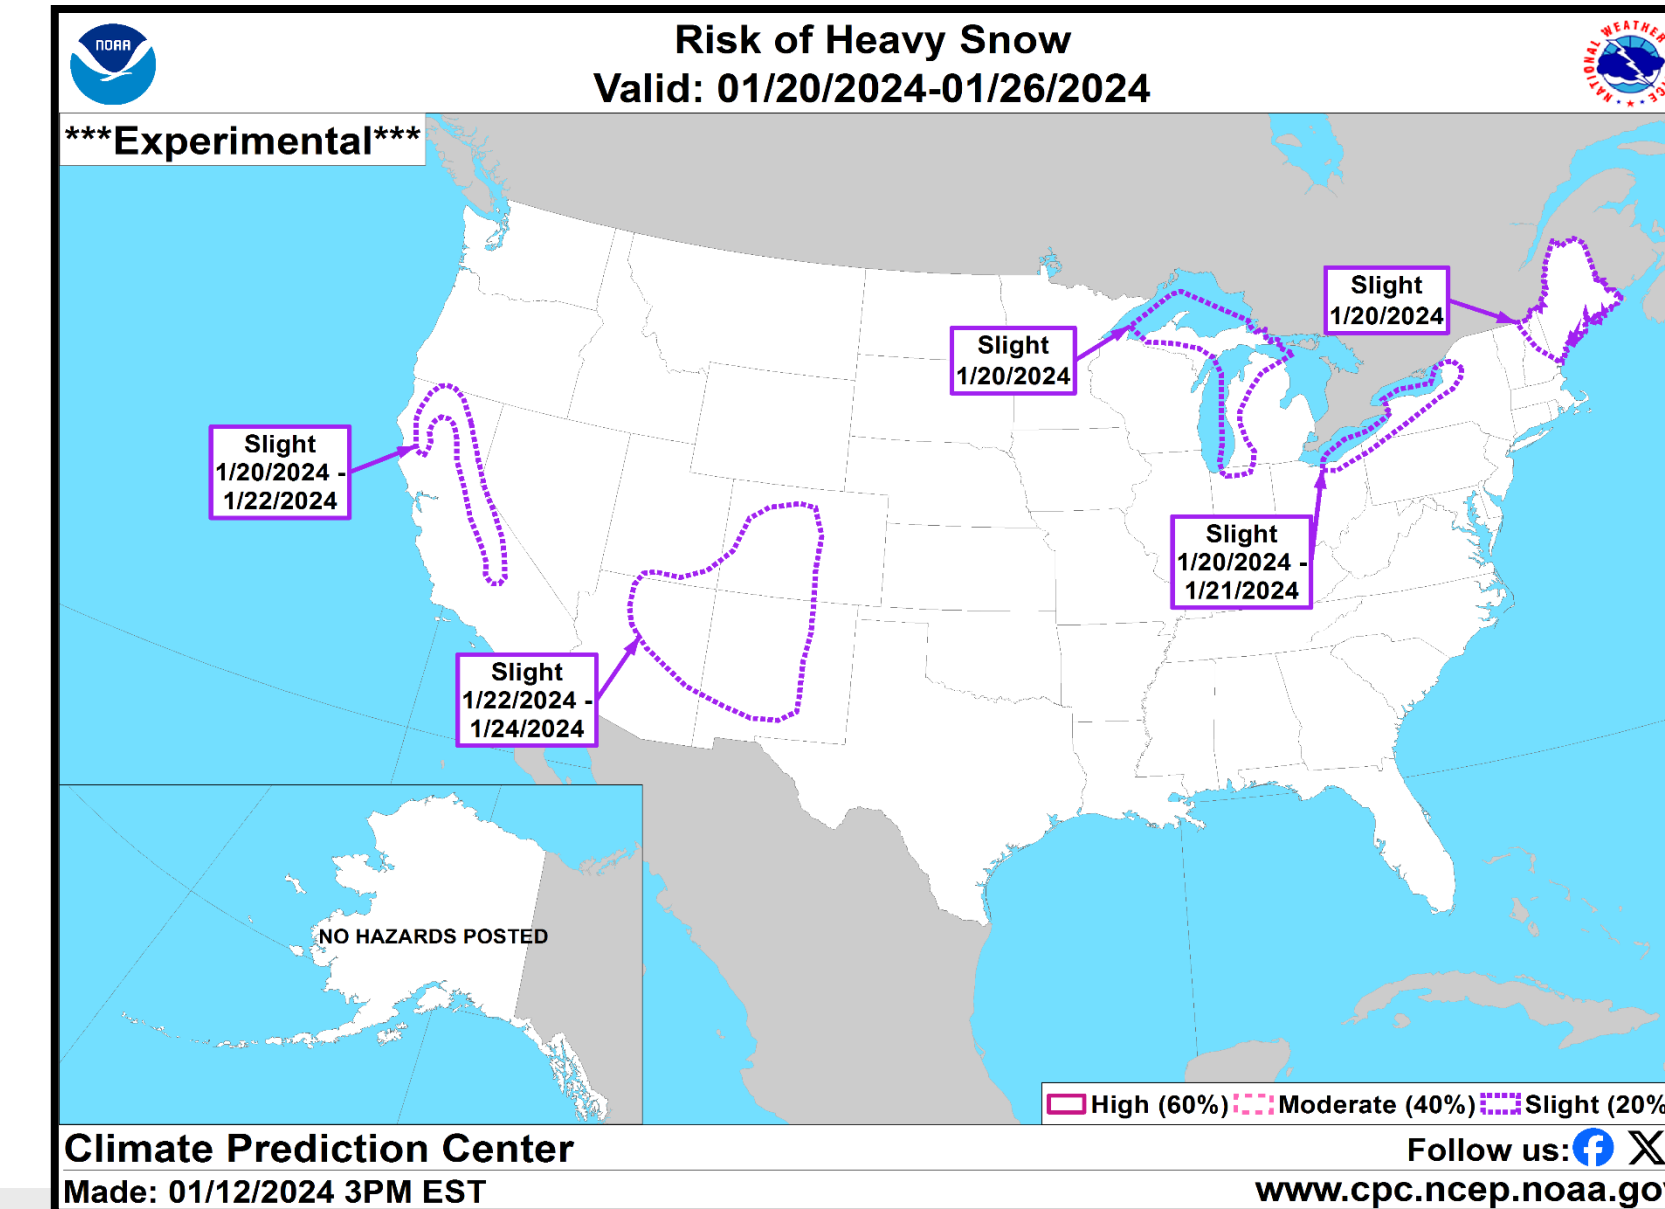 NOAA
Risk of Heavy Snow
Valid: 01/20/2024-01/26/2024
NATIONAL WEATHER
***Experimental***
Slight
1/20/2024
Slight
1/20/2024
Slight
1/20/2024 -
1/22/2024
Slight
1/20/2024 -
1/21/2024
Slight
1/22/2024 -
1/24/2024
NO HAZARDS POSTED
High (60%) Moderate (40%) Slight (20%
Climate Prediction Center
Follow us:
Made: 01/12/2024 3PM EST
www.cpc.ncep.noaa.gov